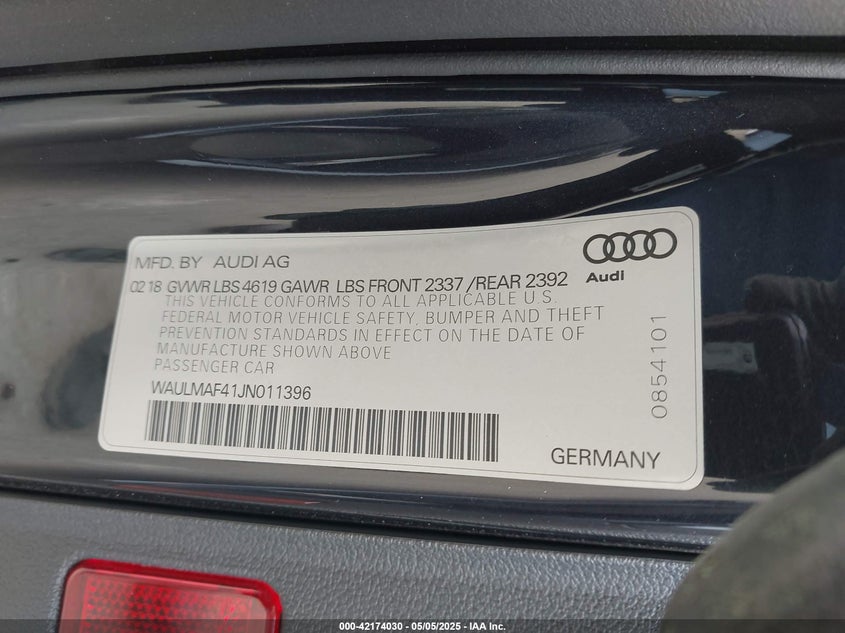 MFD. BY AUDI AG
Audi
02 18 GVWR LBS 4619 GAWR LBS FRONT 2337 / REAR 2392
THIS VEHICLE CONFORMS TO ALL APPLICABLE U.S.
FEDERAL MOTOR VEHICLE SAFETY, BUMPER AND THEFT
PREVENTION STANDARDS IN EFFECT ON THE DATE OF
MANUFACTURE SHOWN ABOVE
PASSENGER CAR
WAULMAF41JN011396
0854101
GERMANY
000-42174030 - 05/05/2025 - IAA Inc.